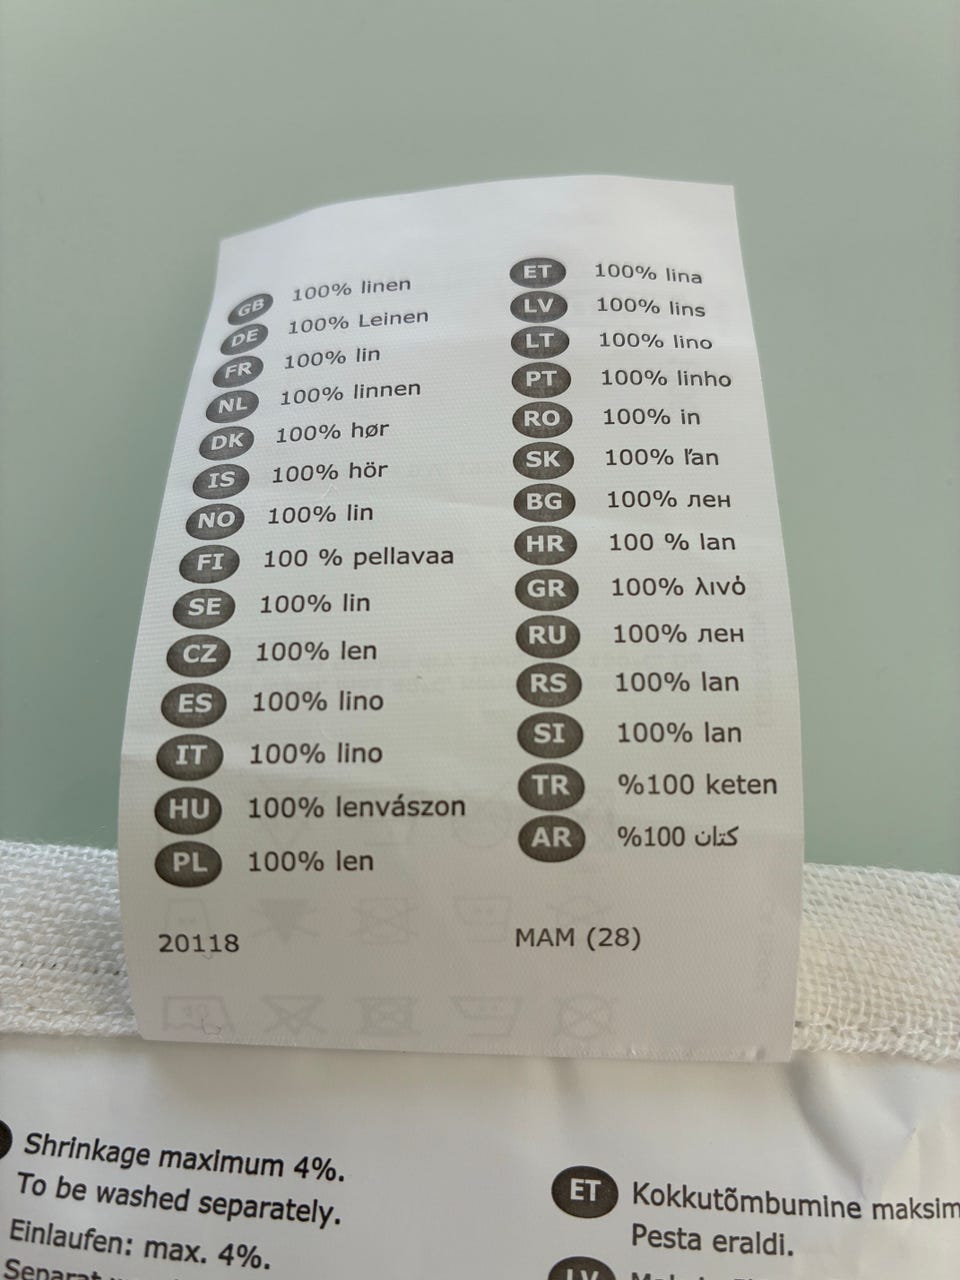 GB 100% linen
DE 100% Leinen
FR 100% lin
NL 100% linnen
DK 100% hør
IS 100% hör
NO 100% lin
FI 100 % pellavaa
SE 100% lin
CZ 100% len
ES 100% lino
IT 100% lino
HU 100% lenvászon
PL 100% len
20118
ET 100% lina
LV 100% lins
LT 100% lino
PT 100% linho
RO 100% in
SK 100% ľan
BG 100% лен
HR 100 % lan
GR 100% λινό
RU 100% лен
RS 100% lan
SI 100% lan
TR %100 keten
AR %100 كتان
MAM (28)
Shrinkage maximum 4%.
To be washed separately.
Einlaufen: max. 4%.
ET Kokkutõmbumine maksim
Pesta eraldi.
LV